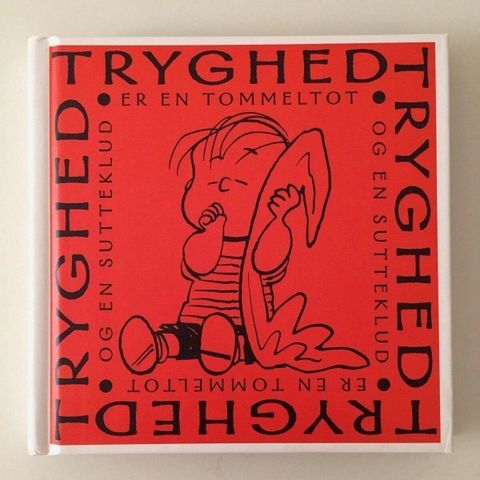 TRYGHED
ER EN TOMMELTOT
TRYGHED
OG EN SUTTEKLUD
TRYGHED
ER EN TOMMELTOT
TRYGHED
OG EN SUTTEKLUD